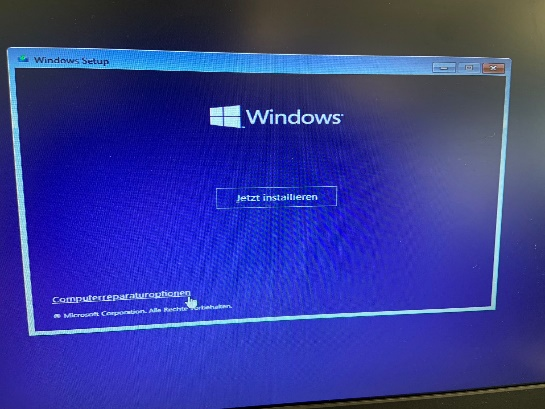 Windows Setup
Windows
Jetzt installieren
Computerreparaturoptionen
© Microsoft Corporation. Alle Rechte vorbehalten.